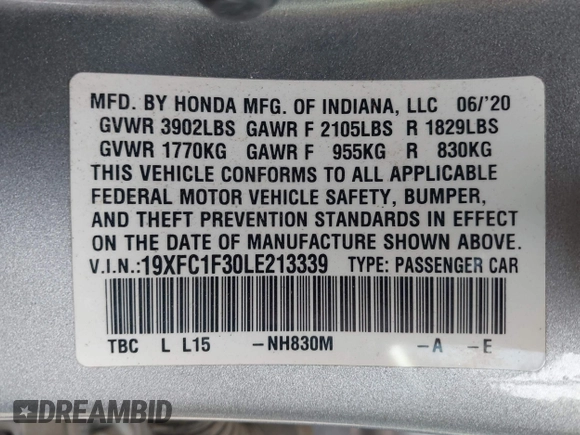 MFD. BY HONDA MFG. OF INDIANA, LLC 06/'20
GVWR 3902LBS GAWR F 2105LBS R 1829LBS
GVWR 1770KG GAWR F 955KG R 830KG
THIS VEHICLE CONFORMS TO ALL APPLICABLE
FEDERAL MOTOR VEHICLE SAFETY, BUMPER,
AND THEFT PREVENTION STANDARDS IN EFFECT
ON THE DATE OF MANUFACTURE SHOWN ABOVE.
V.I.N.:19XFC1F30LE213339 TYPE: PASSENGER CAR
TBC L L15 -NH830M -A -E
DREAMBID